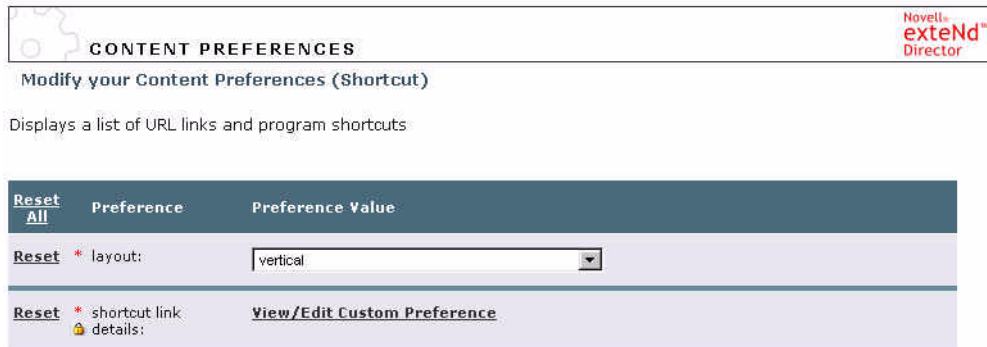 Novell®
exteNd™
Director
CONTENT PREFERENCES
Modify your Content Preferences (Shortcut)
Displays a list of URL links and program shortcuts
Reset All Preference Preference Value
Reset * layout: vertical
Reset * shortcut link details: View/Edit Custom Preference